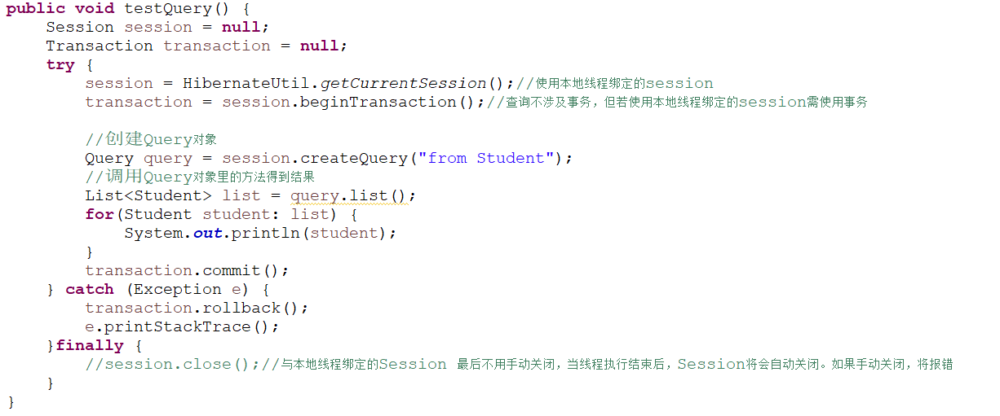 public void testQuery() {
    Session session = null;
    Transaction transaction = null;
    try {
        session = HibernateUtil.getCurrentSession();//使用本地线程绑定的session
        transaction = session.beginTransaction();//查询不涉及事务，但若使用本地线程绑定的session需使用事务
        //创建Query对象
        Query query = session.createQuery("from Student");
        //调用Query对象里的方法得到结果
        List<Student> list = query.list();
        for(Student student: list) {
            System.out.println(student);
        }
        transaction.commit();
    } catch (Exception e) {
        transaction.rollback();
        e.printStackTrace();
    }finally {
        //session.close();//与本地线程绑定的Session 最后不用手动关闭，当线程执行结束后，Session将会自动关闭。如果手动关闭，将报错
    }
}